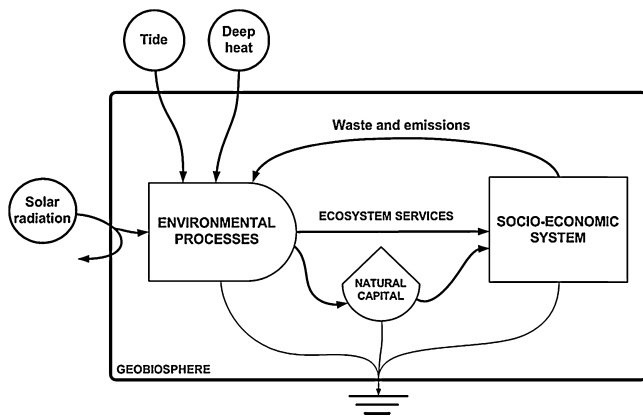 Tide
Deep
heat
Waste and emissions
Solar
radiation
ENVIRONMENTAL
PROCESSES
ECOSYSTEM SERVICES
SOCIO-ECONOMIC
SYSTEM
NATURAL
CAPITAL
GEOBIOSPHERE